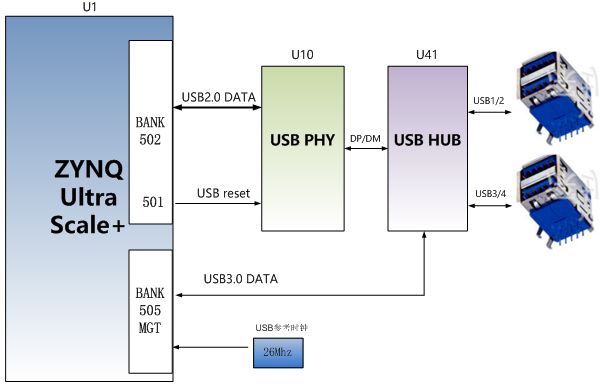 U1
U10
U41
USB2.0 DATA
USB1/2
BANK
502
USB PHY
DP/DM
USB HUB
ZYNQ
Ultra
Scale+
501
USB reset
USB3/4
USB3.0 DATA
BANK
505
MGT
USB参考时钟
26Mhz